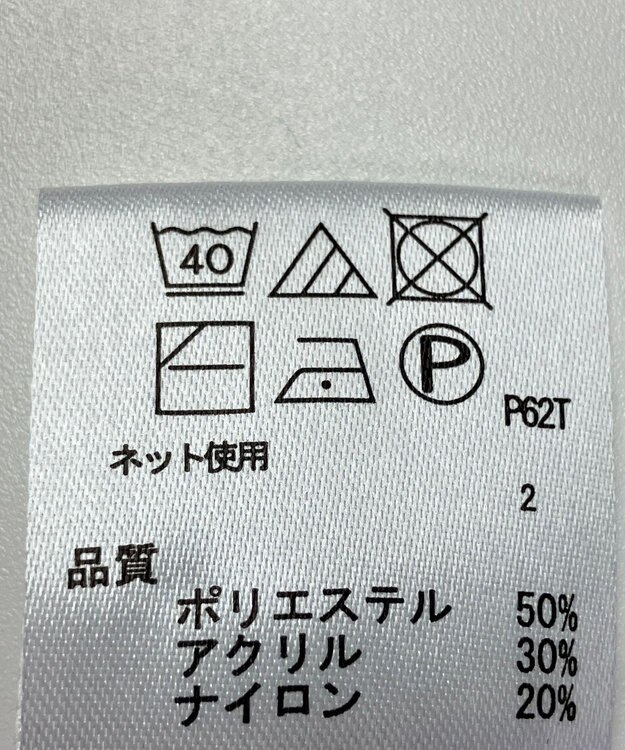 40
P
P62T
ネット使用
2
品質
ポリエステル 50%
アクリル 30%
ナイロン 20%